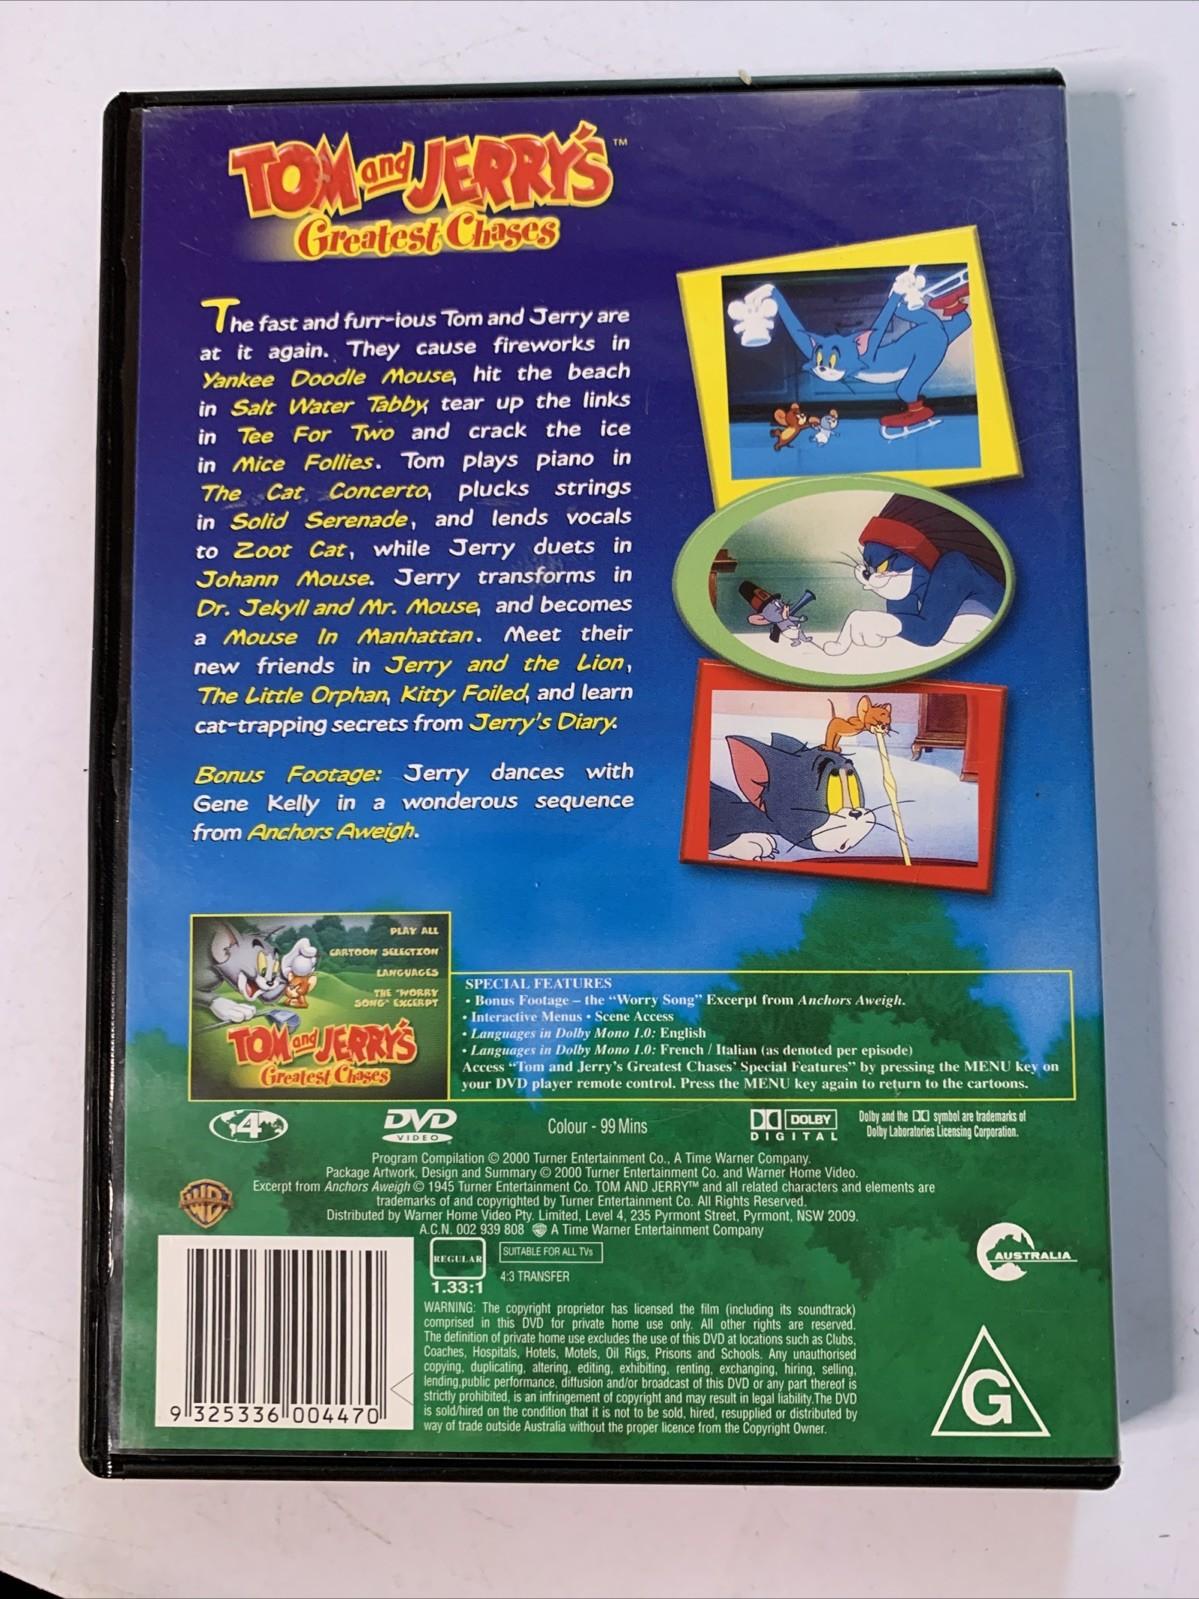 TOM and JERRY'S™
Greatest Chases
The fast and furr-ious Tom and Jerry are
at it again. They cause fireworks in
Yankee Doodle Mouse, hit the beach
in Salt Water Tabby, tear up the links
in Tee For Two and crack the ice
in Mice Follies. Tom plays piano in
The Cat Concerto, plucks strings
in Solid Serenade, and lends vocals
to Zoot Cat, while Jerry duets in
Johann Mouse. Jerry transforms in
Dr. Jekyll and Mr. Mouse, and becomes
a Mouse In Manhattan. Meet their
new friends in Jerry and the Lion,
The Little Orphan, Kitty Foiled, and learn
cat-trapping secrets from Jerry's Diary.
Bonus Footage: Jerry dances with
Gene Kelly in a wonderous sequence
from Anchors Aweigh.
PLAY ALL
CARTOON SELECTION
LANGUAGES
THE "WORRY
SONG" EXCERPT
TOM and JERRY'S
Greatest Chases
SPECIAL FEATURES
• Bonus Footage – the "Worry Song" Excerpt from Anchors Aweigh.
• Interactive Menus • Scene Access
• Languages in Dolby Mono 1.0: English
• Languages in Dolby Mono 1.0: French / Italian (as denoted per episode)
Access "Tom and Jerry's Greatest Chases' Special Features" by pressing the MENU key on
your DVD player remote control. Press the MENU key again to return to the cartoons.
4
DVD
VIDEO
Colour - 99 Mins
DOLBY
DIGITAL
Dolby and the DD symbol are trademarks of
Dolby Laboratories Licensing Corporation.
Program Compilation © 2000 Turner Entertainment Co., A Time Warner Company.
Package Artwork, Design and Summary © 2000 Turner Entertainment Co. and Warner Home Video.
Excerpt from Anchors Aweigh © 1945 Turner Entertainment Co. TOM AND JERRY™ and all related characters and elements are
trademarks of and copyrighted by Turner Entertainment Co. All Rights Reserved.
Distributed by Warner Home Video Pty. Limited, Level 4, 235 Pyrmont Street, Pyrmont, NSW 2009.
A.C.N. 002 939 808 WB A Time Warner Entertainment Company
WB
REGULAR
1.33:1
SUITABLE FOR ALL TVs
4:3 TRANSFER
AUSTRALIA
WARNING: The copyright proprietor has licensed the film (including its soundtrack)
comprised in this DVD for private home use only. All other rights are reserved.
The definition of private home use excludes the use of this DVD at locations such as Clubs,
Coaches, Hospitals, Hotels, Motels, Oil Rigs, Prisons and Schools. Any unauthorised
copying, duplicating, altering, editing, exhibiting, renting, exchanging, hiring, selling,
lending,public performance, diffusion and/or broadcast of this DVD or any part thereof is
strictly prohibited, is an infringement of copyright and may result in legal liability.The DVD
is sold/hired on the condition that it is not to be sold, hired, resupplied or distributed by
way of trade outside Australia without the proper licence from the Copyright Owner.
9 325336 004470
G